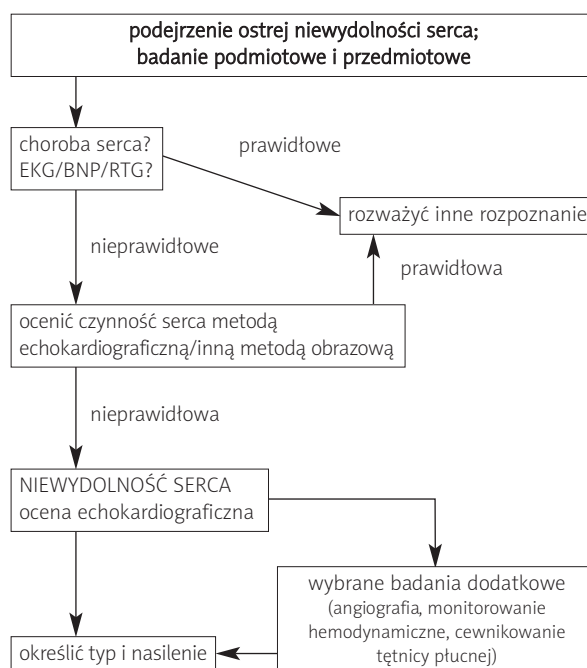 podejrzenie ostrej niewydolności serca;
badanie podmiotowe i przedmiotowe
choroba serca?
EKG/BNP/RTG?
prawidłowe
rozważyć inne rozpoznanie
nieprawidłowe
prawidłowa
ocenić czynność serca metodą
echokardiograficzną/inną metodą obrazową
nieprawidłowa
NIEWYDOLNOŚĆ SERCA
ocena echokardiograficzna
wybrane badania dodatkowe
(angiografia, monitorowanie
hemodynamiczne, cewnikowanie
tętnicy płucnej)
określić typ i nasilenie